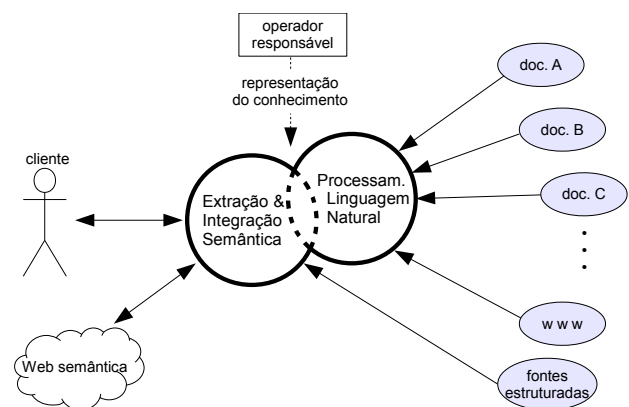 operador
responsável
representação
do conhecimento
cliente
Extração &
Integração
Semântica
Processam.
Linguagem
Natural
doc. A
doc. B
doc. C
w w w
fontes
estruturadas
Web semântica